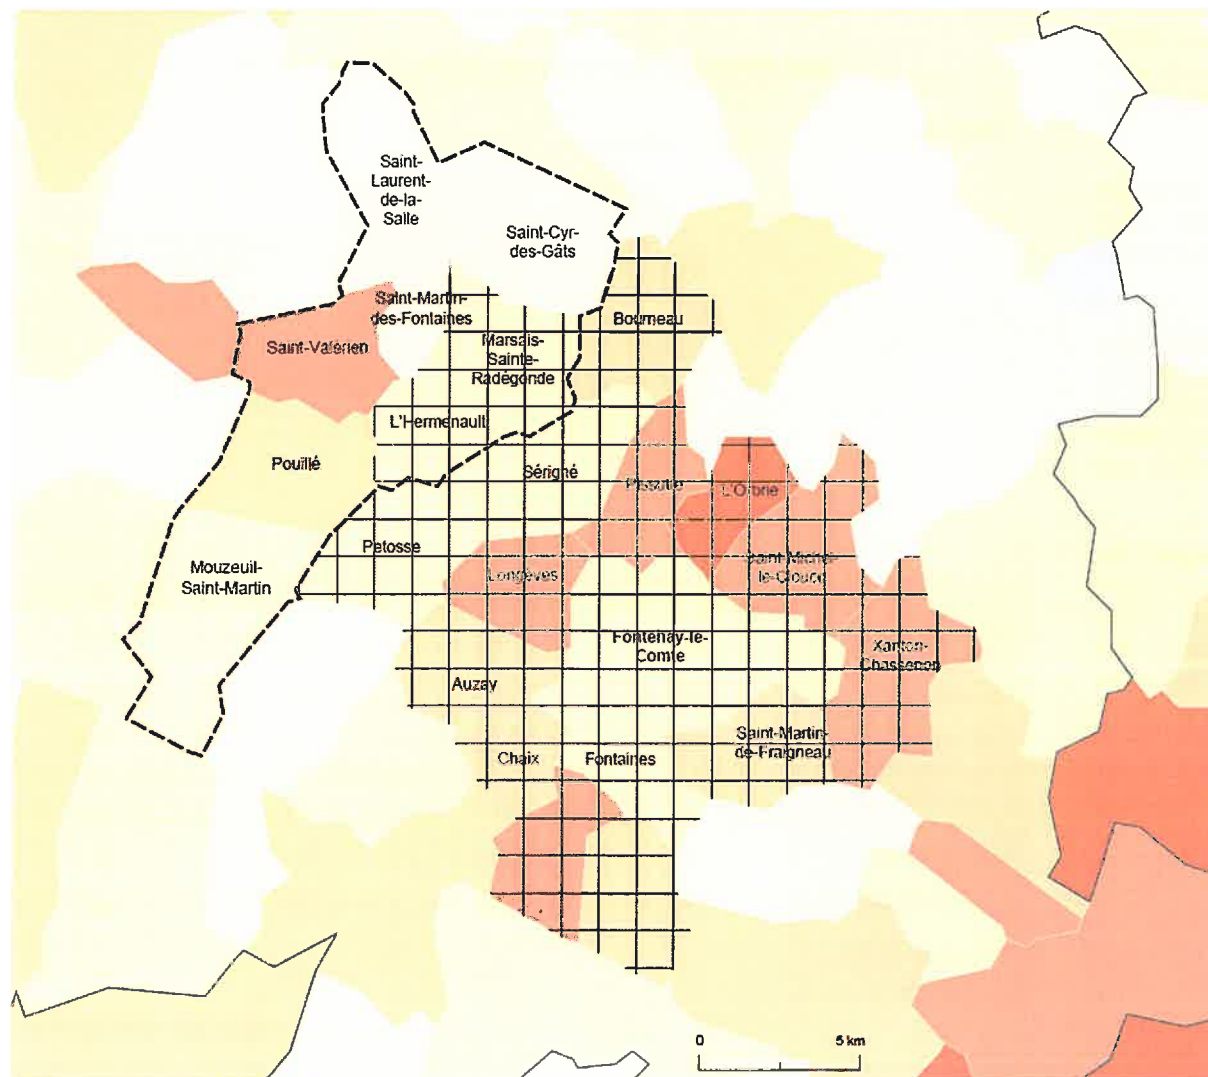 Saint-
Laurent-
de-la-
Salle
Saint-Cyr-
des-Gâts
Saint-Martin-
des-Fontaines
Bourneau
Saint-Valérien
Marsais-
Sainte-
Radégonde
L'Hermenault
Pouillé
Sérigné
Pissotte
L'Orbrie
Petosse
Longèves
Saint-Michel-
le-Cloucq
Mouzeuil-
Saint-Martin
Fontenay-le-
Comte
Xanton-
Chassenon
Auzay
Saint-Martin-
de-Fraigneau
Chaix
Fontaines
0
5 km